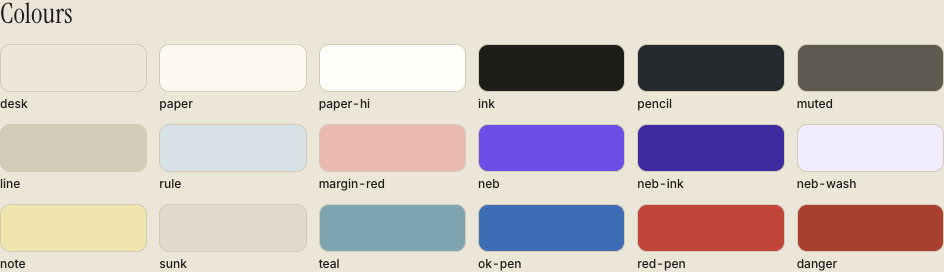 Colours
desk paper paper-hi ink pencil muted
line rule margin-red neb neb-ink neb-wash
note sunk teal ok-pen red-pen danger